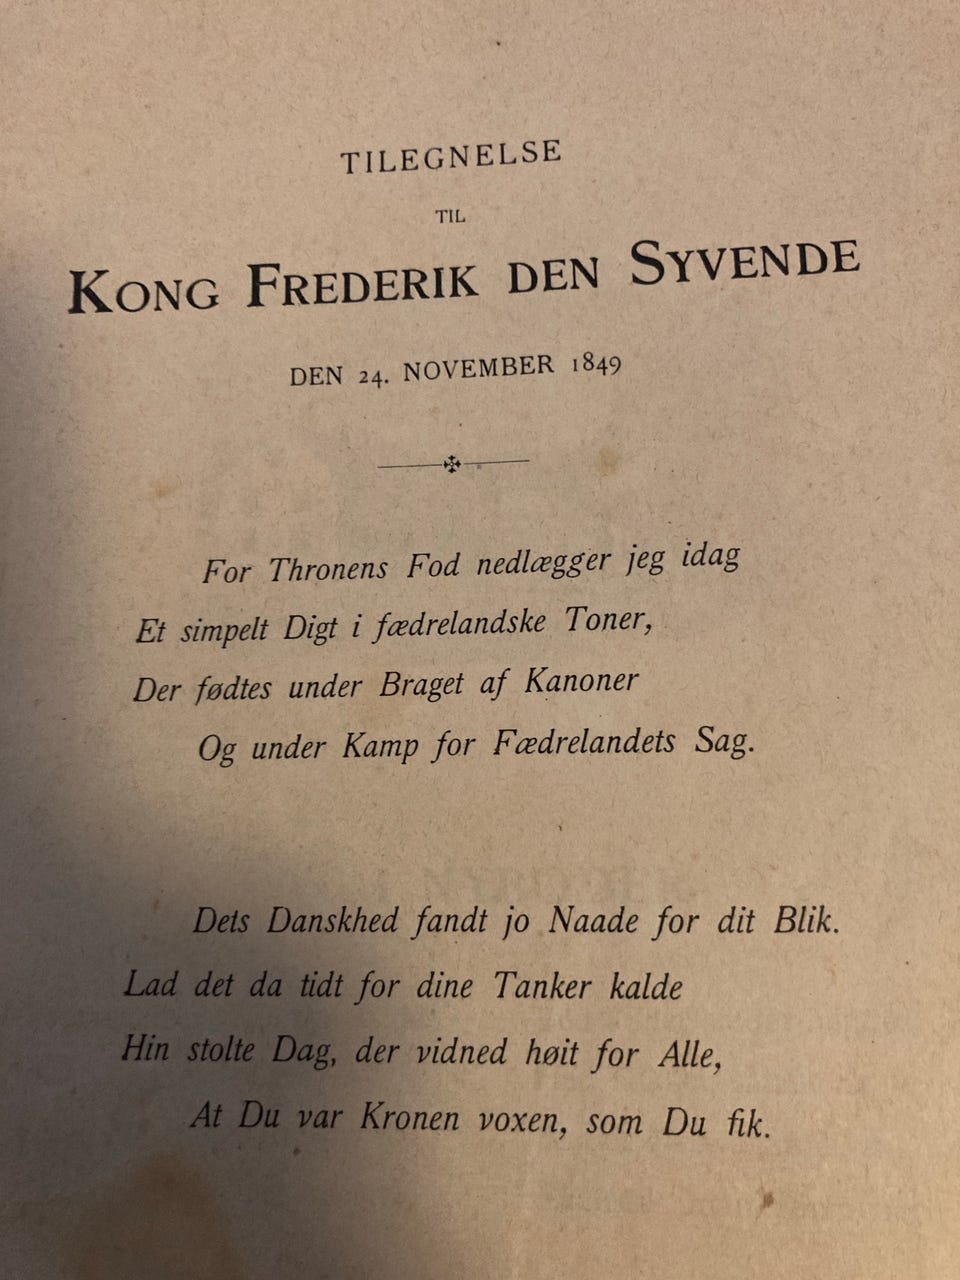 TILEGNELSE
TIL
KONG FREDERIK DEN SYVENDE
DEN 24. NOVEMBER 1849
For Thronens Fod nedlægger jeg idag
Et simpelt Digt i fædrelandske Toner,
Der fødtes under Braget af Kanoner
Og under Kamp for Fædrelandets Sag.
Dets Danskhed fandt jo Naade for dit Blik.
Lad det da tidt for dine Tanker kalde
Hin stolte Dag, der vidned høit for Alle,
At Du var Kronen voxen, som Du fik.